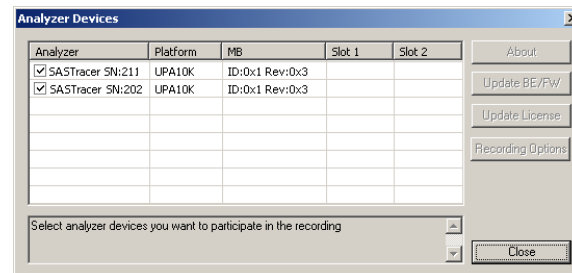 Analyzer Devices
Analyzer Platform MB Slot 1 Slot 2
SASTracer SN:211 UPA10K ID:0x1 Rev:0x3
SASTracer SN:202 UPA10K ID:0x1 Rev:0x3
About
Update BE/FW
Update License
Recording Options
Select analyzer devices you want to participate in the recording
Close